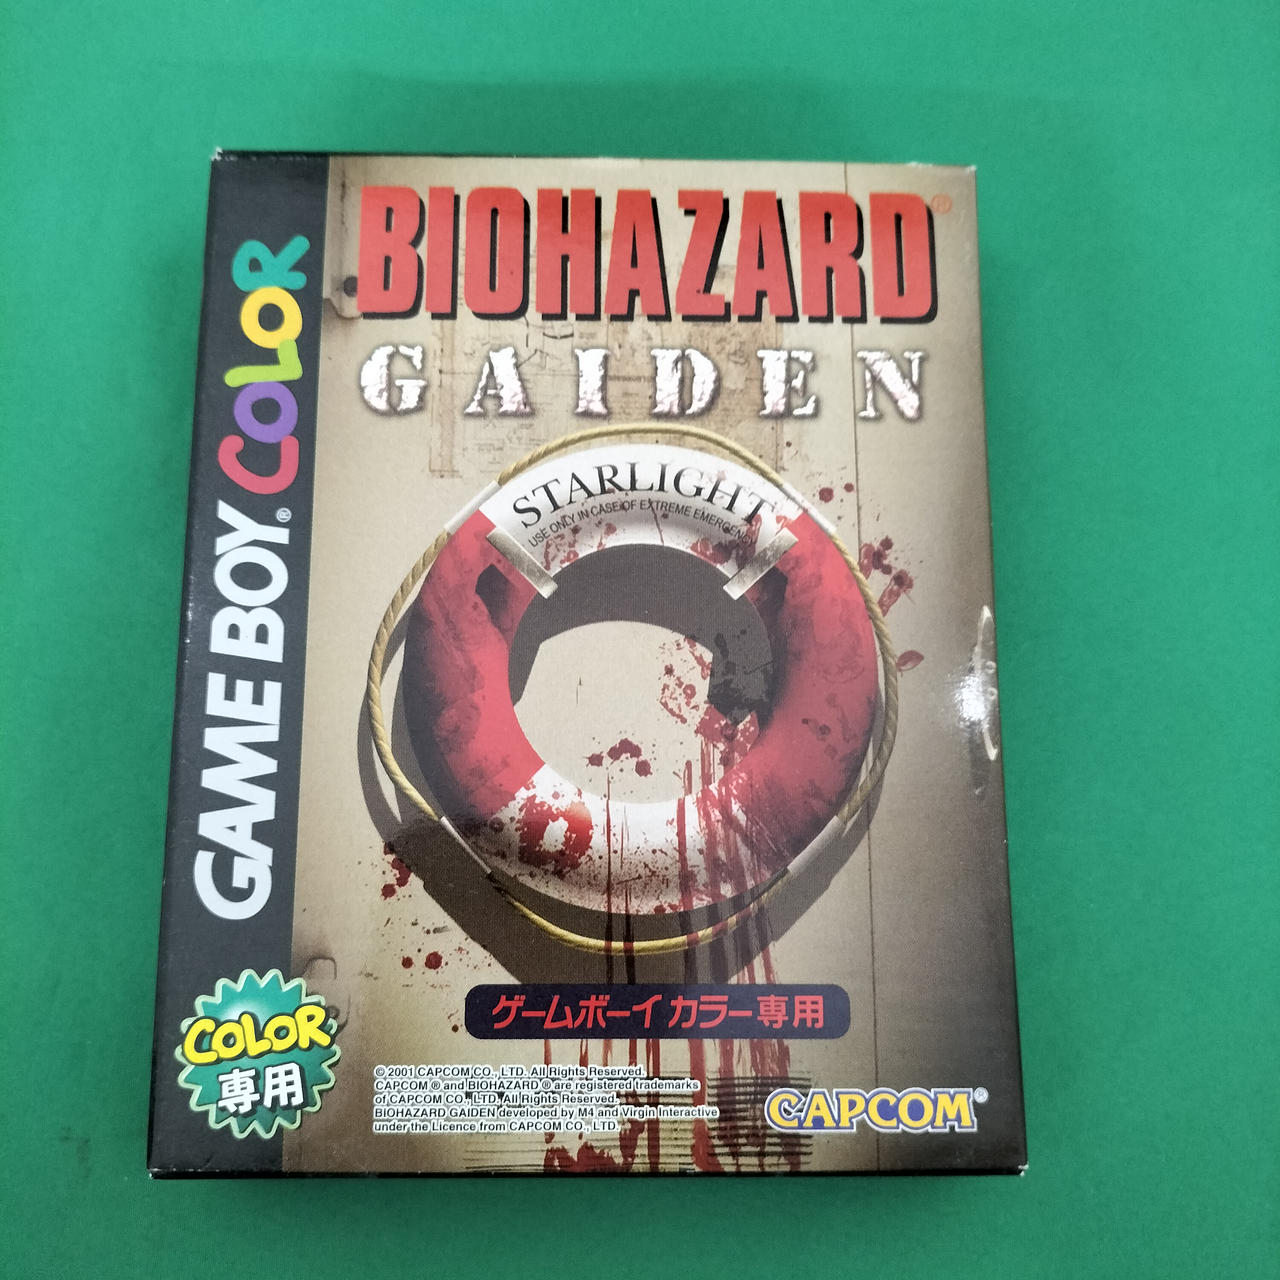 BIOHAZARD®
GAIDEN
GAME BOY® COLOR
STARLIGHT
USE ONLY IN CASE OF EXTREME EMERGENCY
ゲームボーイ カラー専用
COLOR
専用
© 2001 CAPCOM CO., LTD. All Rights Reserved.
CAPCOM ® and BIOHAZARD ® are registered trademarks
of CAPCOM CO., LTD. All Rights Reserved.
BIOHAZARD GAIDEN developed by M4 and Virgin Interactive
under the Licence from CAPCOM CO., LTD.
CAPCOM®